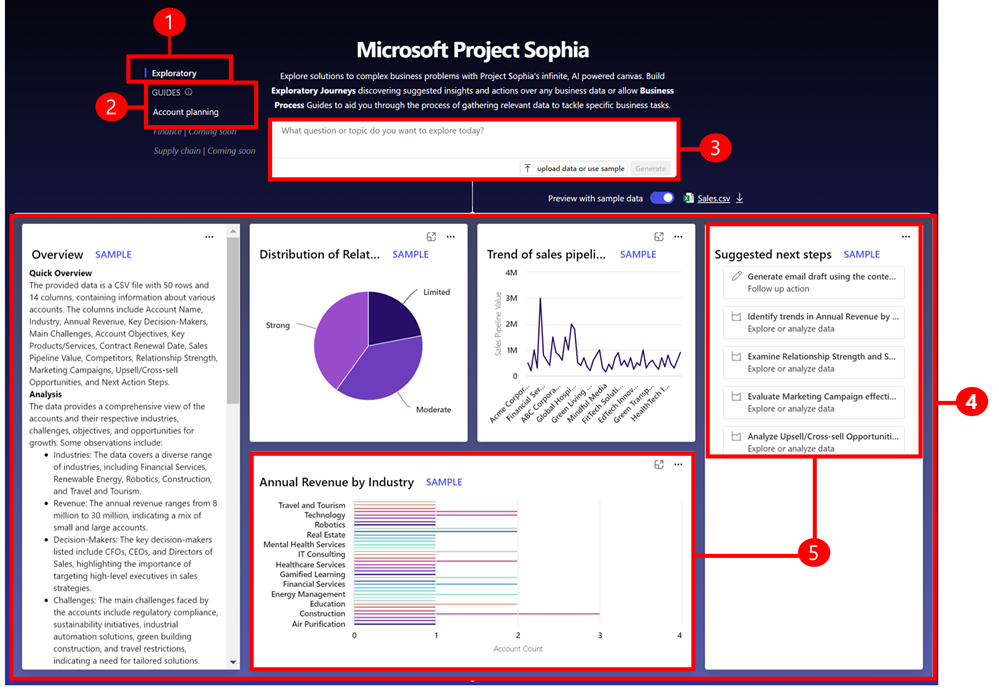 1
Microsoft Project Sophia
Exploratory
Explore solutions to complex business problems with Project Sophia's infinite, AI powered canvas. Build
Exploratory Journeys discovering suggested insights and actions over any business data or allow Business
Process Guides to aid you through the process of gathering relevant data to tackle specific business tasks.
2
GUIDES
Account planning
Finance | Coming soon
Supply chain | Coming soon
What question or topic do you want to explore today?
3
upload data or use sample
Generate
Preview with sample data
Sales.csv
Overview SAMPLE
Quick Overview
The provided data is a CSV file with 50 rows and
14 columns, containing information about various
accounts. The columns include Account Name,
Industry, Annual Revenue, Key Decision-Makers,
Main Challenges, Account Objectives, Key
Products/Services, Contract Renewal Date, Sales
Pipeline Value, Competitors, Relationship Strength,
Marketing Campaigns, Upsell/Cross-sell
Opportunities, and Next Action Steps.
Analysis
The data provides a comprehensive view of the
accounts and their respective industries,
challenges, objectives, and opportunities for
growth. Some observations include:
• Industries: The data covers a diverse range
of industries, including Financial Services,
Renewable Energy, Robotics, Construction,
and Travel and Tourism.
• Revenue: The annual revenue ranges from 8
million to 30 million, indicating a mix of
small and large accounts.
• Decision-Makers: The key decision-makers
listed include CFOs, CEOs, and Directors of
Sales, highlighting the importance of
targeting high-level executives in sales
strategies.
• Challenges: The main challenges faced by
the accounts include regulatory compliance,
sustainability initiatives, industrial
automation solutions, green building
construction, and travel restrictions,
indicating a need for tailored solutions.
Distribution of Relat... SAMPLE
Limited
Strong
Moderate
Trend of sales pipeli... SAMPLE
Sales Pipeline Value
4M
3M
2M
1M
0
Acme Corpor...
Financial Ser...
ABC Corpora...
Global Hospi...
Green Living ...
Mindful Media
FitTech Soluti...
EdTech Innov...
Green Transp...
HealthTech I...
Suggested next steps SAMPLE
Generate email draft using the conte...
Follow up action
Identify trends in Annual Revenue by ...
Explore or analyze data
Examine Relationship Strength and S...
Explore or analyze data
Evaluate Marketing Campaign effecti...
Explore or analyze data
Analyze Upsell/Cross-sell Opportuniti...
Explore or analyze data
4
Annual Revenue by Industry SAMPLE
Travel and Tourism
Technology
Robotics
Real Estate
Mental Health Services
IT Consulting
Healthcare Services
Gamified Learning
Financial Services
Energy Management
Education
Construction
Air Purification
0 1 2 3 4
Account Count
5